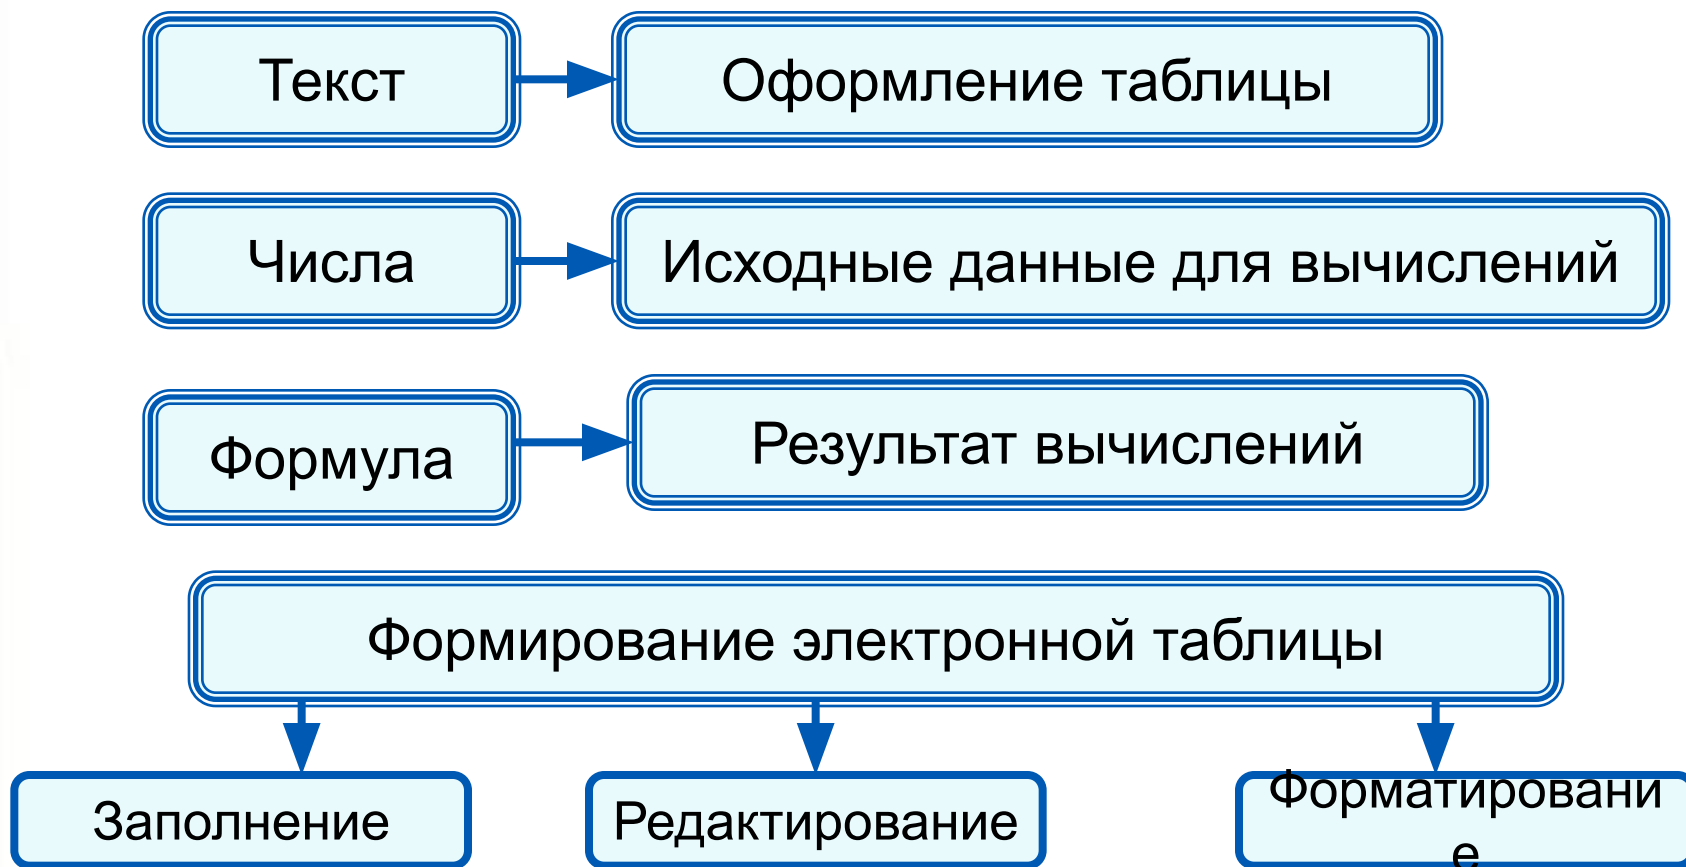 Текст
Оформление таблицы
Числа
Исходные данные для вычислений
Формула
Результат вычислений
Формирование электронной таблицы
Заполнение
Редактирование
Форматировани
е